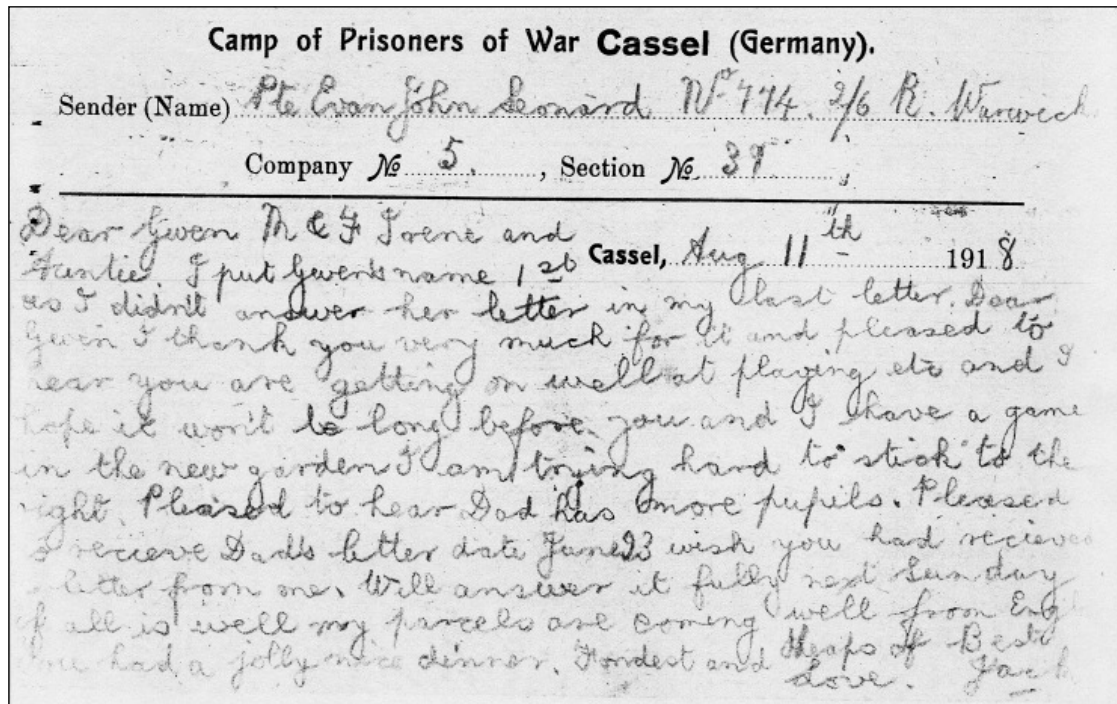 Camp of Prisoners of War Cassel (Germany).
Sender (Name) Pte Evan John Leonard No 774. 2/6 R. Warwick
Company No 5. , Section No 37
Dear Gwen M & F Irene and
Cassel, Aug 11th 1918
Auntie. I put Gwen's name 1st
as I didn't answer her letter in my last letter. Dear
Gwen I thank you very much for it and pleased to
hear you are getting on well at playing etc and I
hope it won't be long before you and I have a game
in the new garden I am trying hard to stick to the
right. Pleased to hear Dad has more pupils. Pleased
to recieve Dad's letter date June 23 wish you had recieved
letter from me. Will answer it fully next Sunday
if all is well my parcels are coming well from Eng
had a jolly nice dinner. Fondest and Heaps of Best
Love. Jack